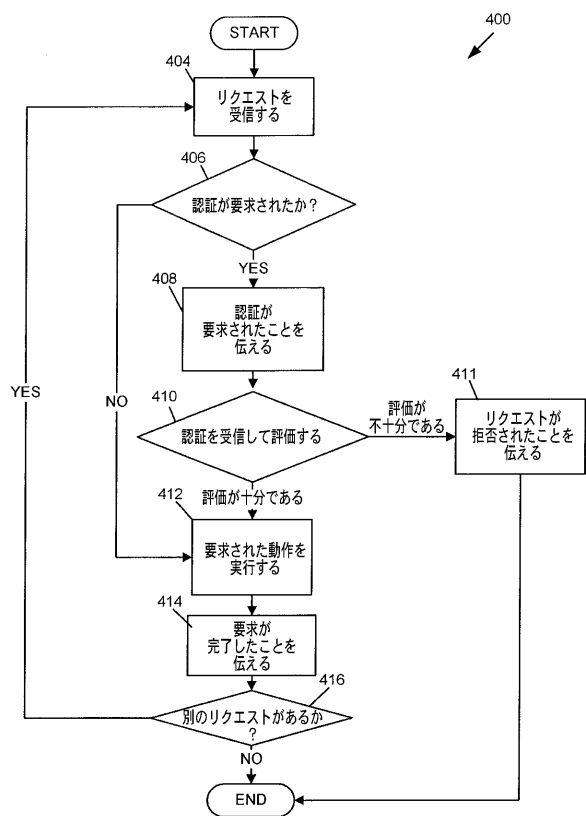 START
400
404
リクエストを
受信する
406
認証が要求されたか？
YES
408
認証が
要求されたことを
伝える
YES
NO
410
認証を受信して評価する
評価が
不十分である
411
リクエストが
拒否されたことを
伝える
評価が十分である
412
要求された動作を
実行する
414
要求が
完了したことを
伝える
416
別のリクエストがあるか
？
NO
END